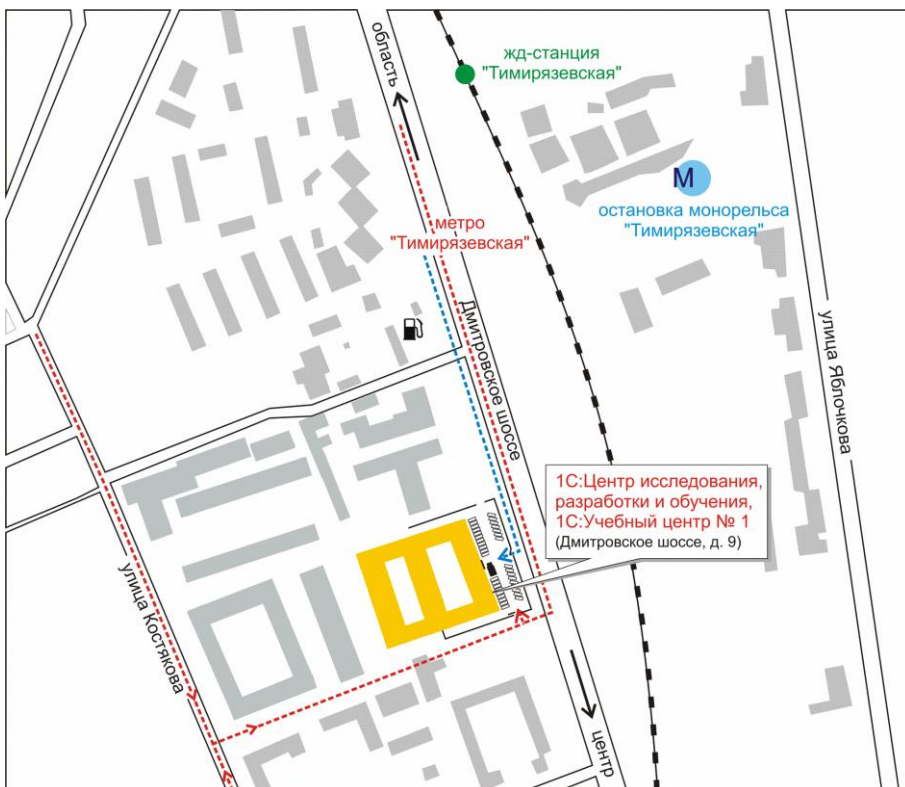 область
жд-станция
"Тимирязевская"
М
остановка монорельса
"Тимирязевская"
метро
"Тимирязевская"
Дмитровское шоссе
улица Яблочкова
1С:Центр исследования,
разработки и обучения,
1С:Учебный центр № 1
(Дмитровское шоссе, д. 9)
улица Костякова
центр